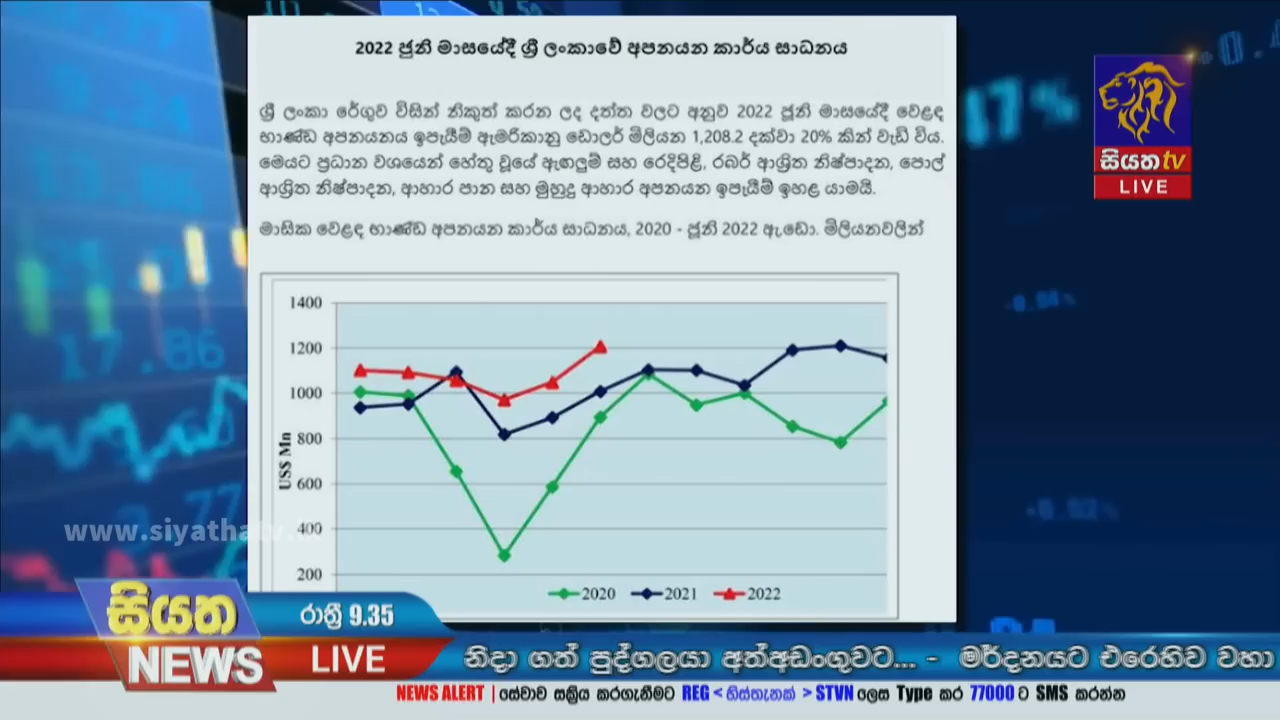 2022 ජුනි මාසයේදී ශ්‍රී ලංකාවේ අපනයන කාර්ය සාධනය
ශ්‍රී ලංකා රේගුව විසින් නිකුත් කරන ලද දත්ත වලට අනුව 2022 ජූනි මාසයේදී වෙළඳ
භාණ්ඩ අපනයනය ඉපැයීම් ඇමරිකානු ඩොලර් මිලියන 1,208.2 දක්වා 20% කින් වැඩි විය.
මෙයට ප්‍රධාන වශයෙන් හේතු වූයේ ඇඟලුම් සහ රෙදිපිළි, රබර් ආශ්‍රිත නිෂ්පාදන, පොල්
ආශ්‍රිත නිෂ්පාදන, ආහාර පාන සහ මුහුදු ආහාර අපනයන ඉපැයීම් ඉහළ යාමයි.
මාසික වෙළඳ භාණ්ඩ අපනයන කාර්ය සාධනය, 2020 - ජූනි 2022 ඇ.ඩො. මිලියනවලින්
1400
1200
1000
800
600
400
200
US$ Mn
2020 2021 2022
සියත tv
LIVE
47%
17.86
www.siyathatv.
සියත
NEWS
රාත්‍රී 9.35
LIVE
නිදා ගත් පුද්ගලයා අත්අඩංගුවට... - මර්දනයට එරෙහිව වහා
NEWS ALERT | සේවාව සක්‍රිය කරගැනීමට REG < හිස්තැනක් > STVN ලෙස Type කර 77000 ට SMS කරන්න